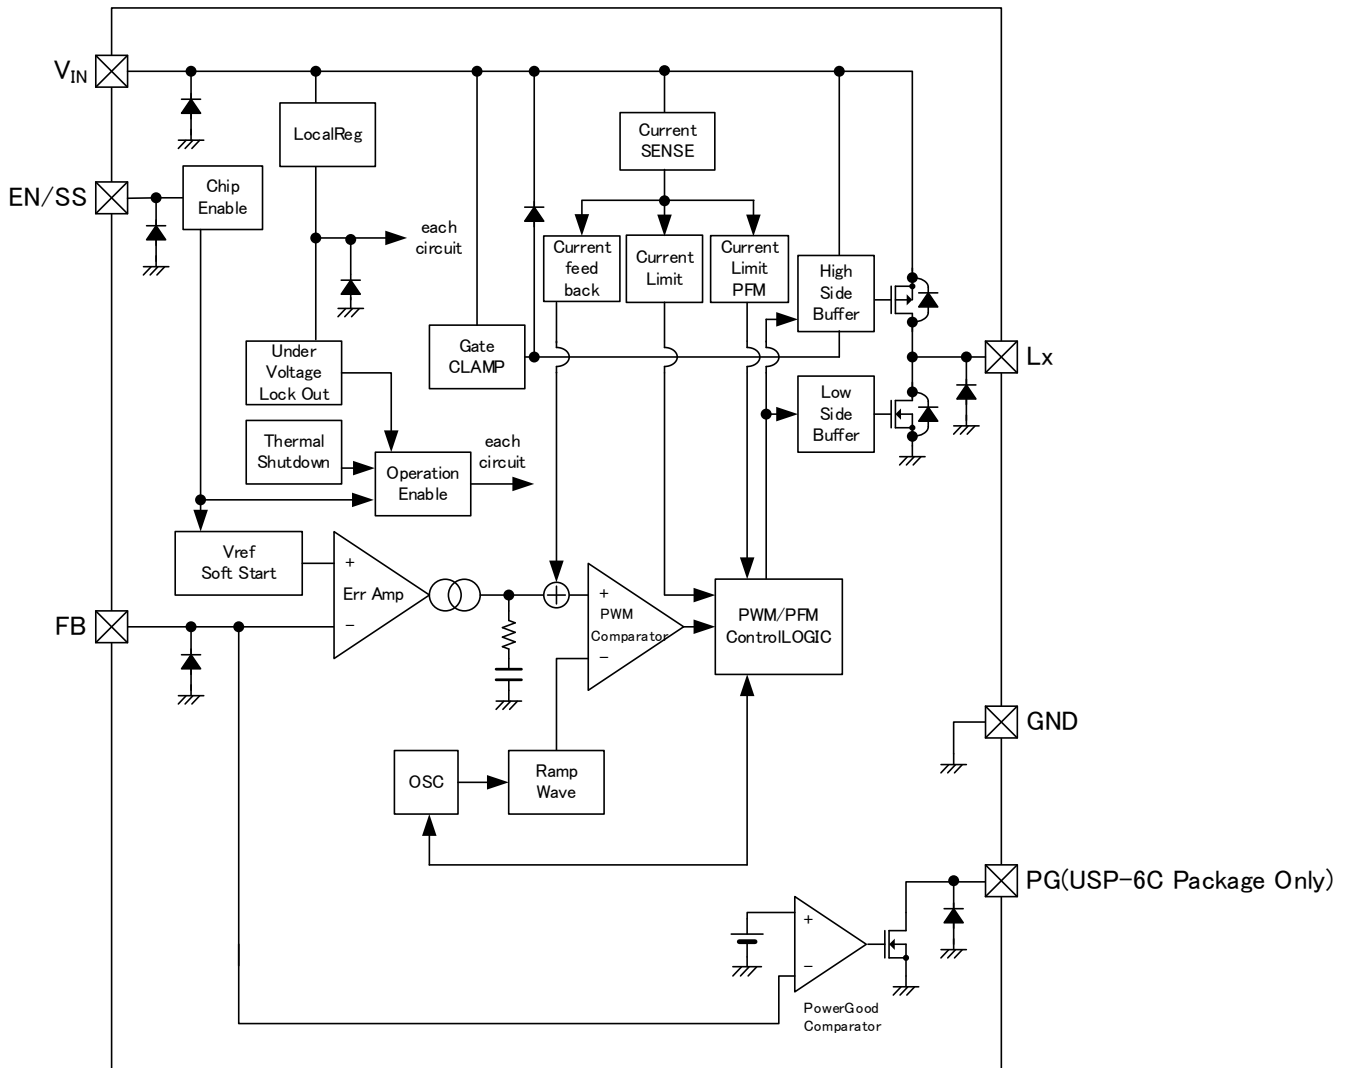 VIN
LocalReg
Current
SENSE
EN/SS
Chip
Enable
each
circuit
Current
feed
back
Current
Limit
Current
Limit
PFM
High
Side
Buffer
Under
Voltage
Lock Out
Gate
CLAMP
Lx
Low
Side
Buffer
Thermal
Shutdown
Operation
Enable
each
circuit
Vref
Soft Start
+
Err Amp
−
+
PWM
Comparator
−
PWM/PFM
ControlLOGIC
FB
GND
OSC
Ramp
Wave
PG(USP-6C Package Only)
+
−
PowerGood
Comparator